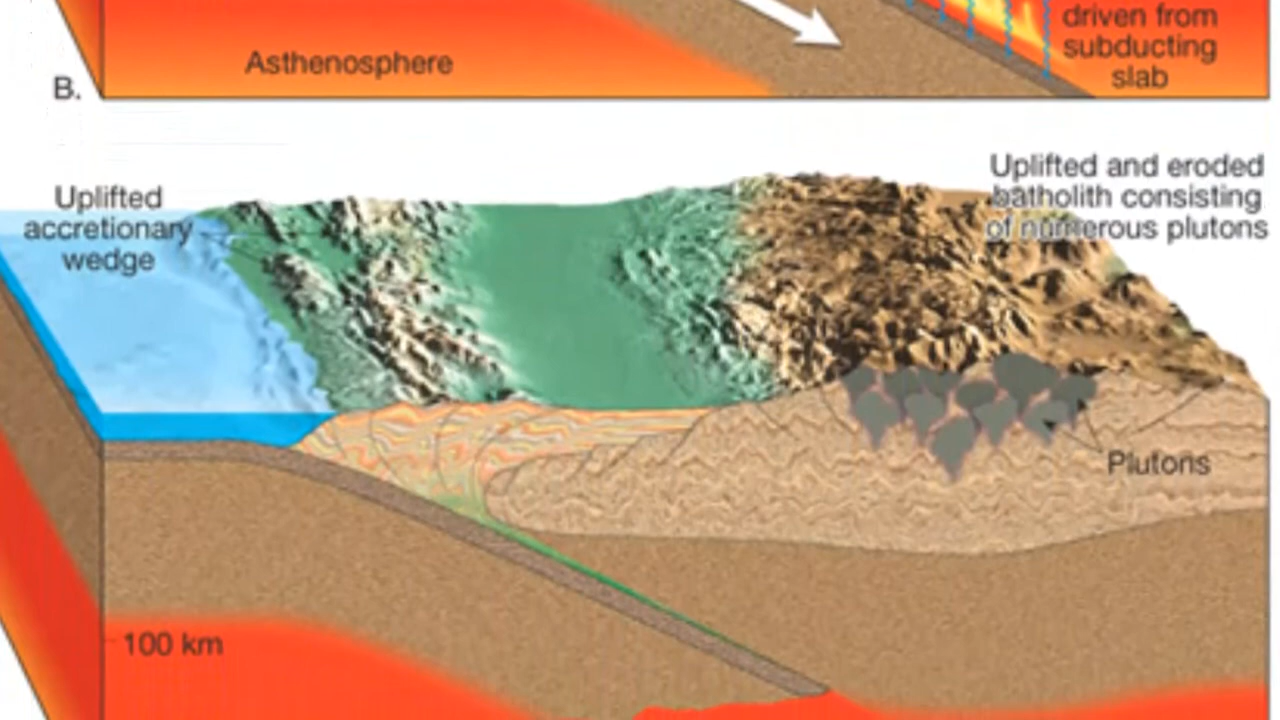 driven from
subducting
slab
Asthenosphere
B.
Uplifted
accretionary
wedge
Uplifted and eroded
batholith consisting
of numerous plutons
Plutons
100 km